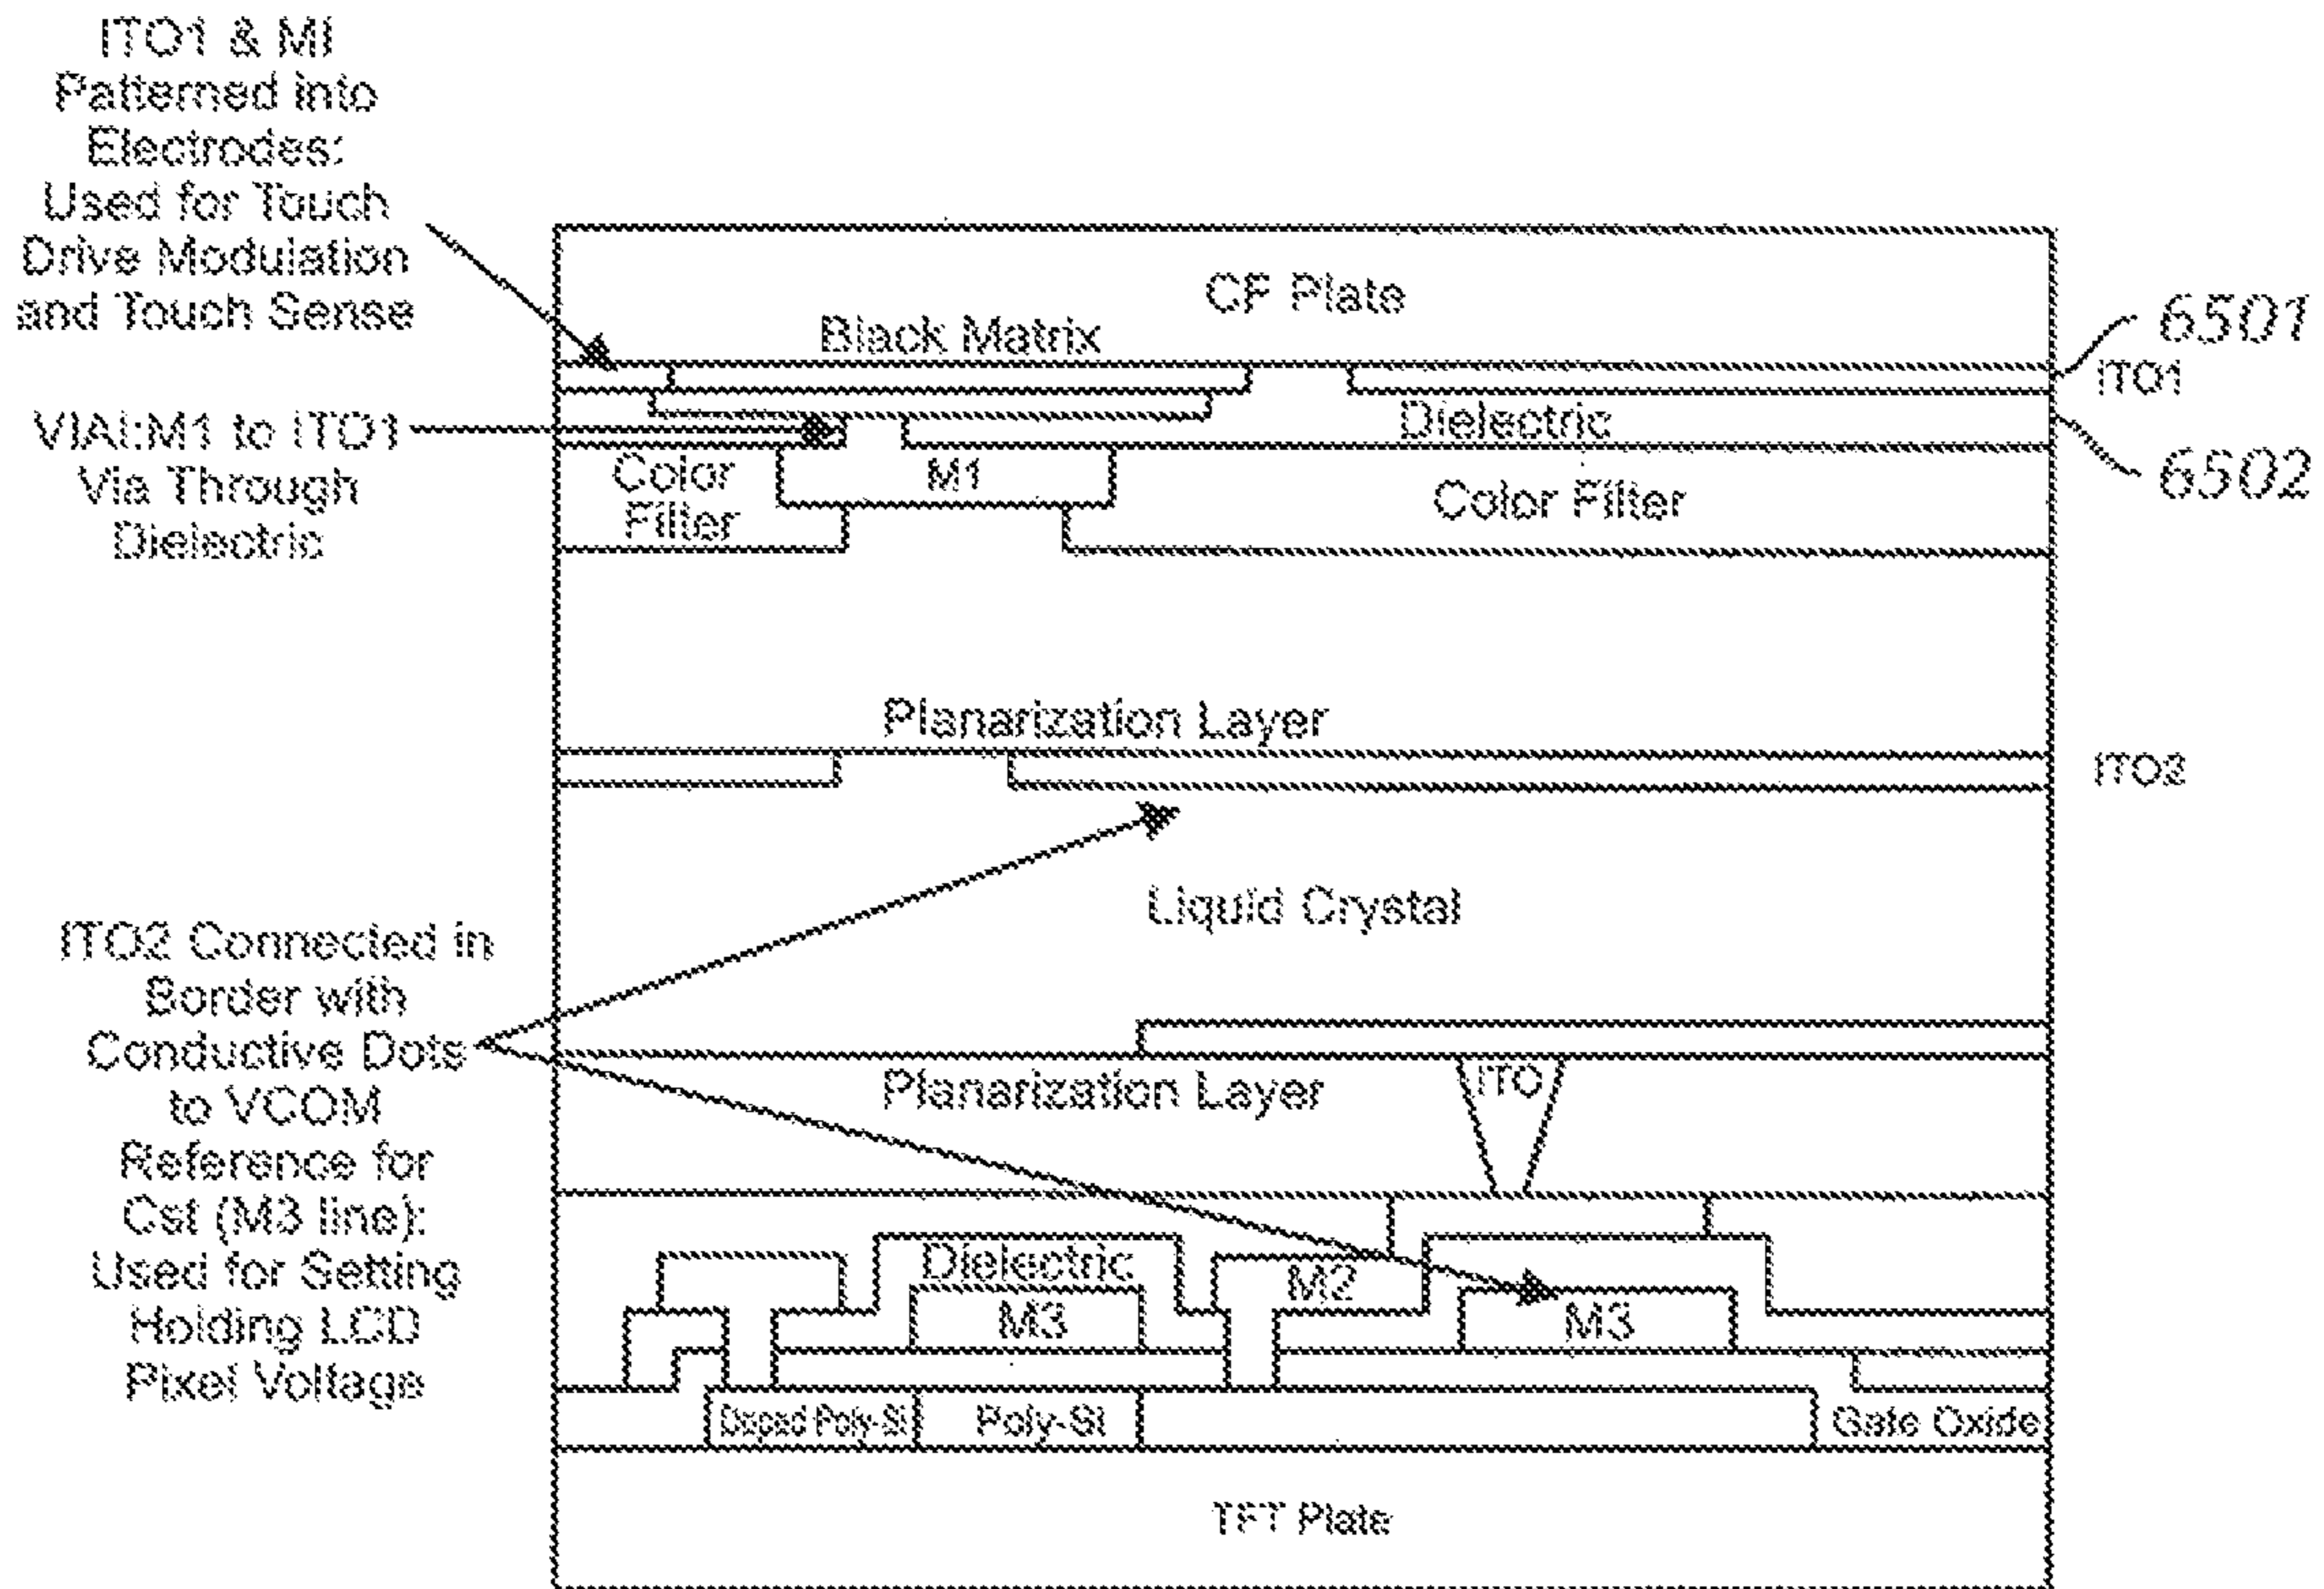 ITO1 & MI
Patterned into
Electrodes:
Used for Touch
Drive Modulation
and Touch Sense
CF Plate
Black Matrix
6501
ITO1
VIAI:M1 to ITO1
Via Through
Dielectric
Dielectric
6502
Color
Filter
M1
Color Filter
Planarization Layer
ITO2
Liquid Crystal
ITO2 Connected in
Border with
Conductive Dots
to VCOM
Reference for
Cst (M3 line):
Used for Setting
Holding LCD
Pixel Voltage
Planarization Layer
ITO
Dielectric
M2
M3
M3
Doped Poly-Si
Poly-Si
Gate Oxide
TFT Plate